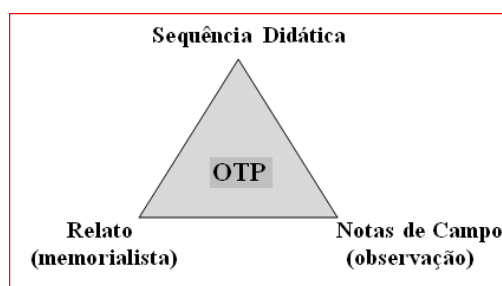 Sequência Didática
OTP
Relato Notas de Campo
(memorialista) (observação)